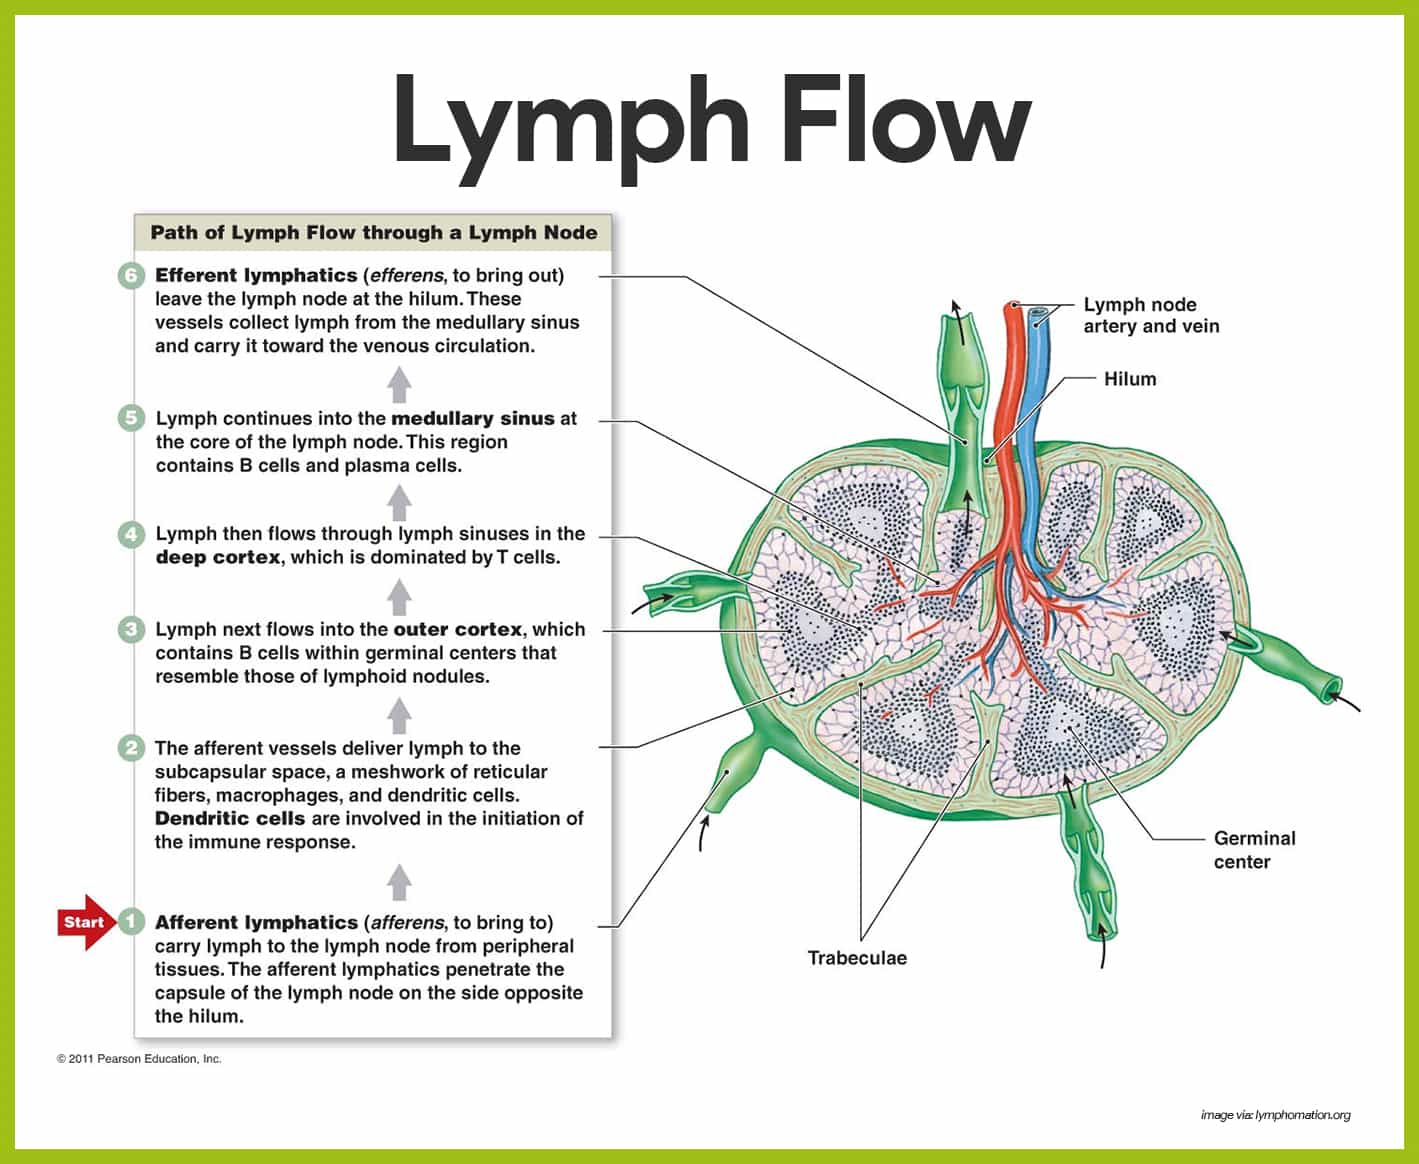 Lymph Flow
Path of Lymph Flow through a Lymph Node
6 Efferent lymphatics (efferens, to bring out)
leave the lymph node at the hilum. These
vessels collect lymph from the medullary sinus
and carry it toward the venous circulation.
5 Lymph continues into the medullary sinus at
the core of the lymph node. This region
contains B cells and plasma cells.
4 Lymph then flows through lymph sinuses in the
deep cortex, which is dominated by T cells.
3 Lymph next flows into the outer cortex, which
contains B cells within germinal centers that
resemble those of lymphoid nodules.
2 The afferent vessels deliver lymph to the
subcapsular space, a meshwork of reticular
fibers, macrophages, and dendritic cells.
Dendritic cells are involved in the initiation of
the immune response.
Start 1 Afferent lymphatics (afferens, to bring to)
carry lymph to the lymph node from peripheral
tissues. The afferent lymphatics penetrate the
capsule of the lymph node on the side opposite
the hilum.
Lymph node
artery and vein
Hilum
Germinal
center
Trabeculae
© 2011 Pearson Education, Inc.
image via: lymphomation.org